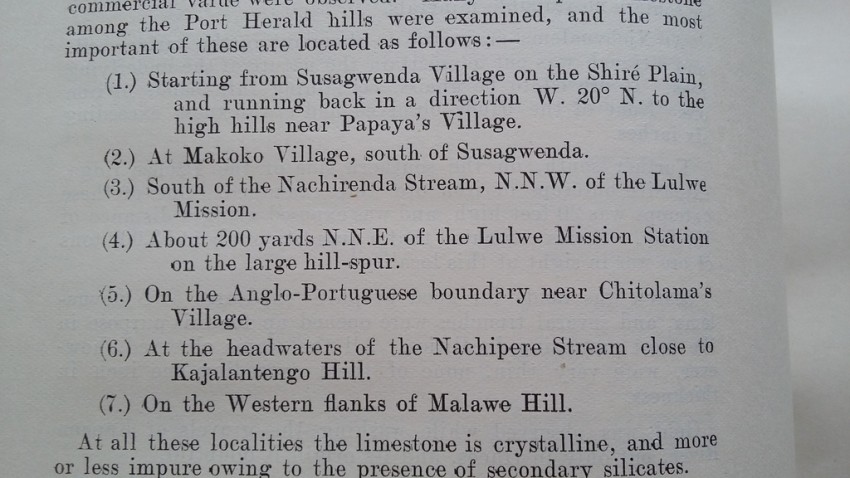 commercial value were observed.
among the Port Herald hills were examined, and the most
important of these are located as follows:—
(1.) Starting from Susagwenda Village on the Shiré Plain,
and running back in a direction W. 20° N. to the
high hills near Papaya's Village.
(2.) At Makoko Village, south of Susagwenda.
(3.) South of the Nachirenda Stream, N.N.W. of the Lulwe
Mission.
(4.) About 200 yards N.N.E. of the Lulwe Mission Station
on the large hill-spur.
(5.) On the Anglo-Portuguese boundary near Chitolama's
Village.
(6.) At the headwaters of the Nachipere Stream close to
Kajalantengo Hill.
(7.) On the Western flanks of Malawe Hill.
At all these localities the limestone is crystalline, and more
or less impure owing to the presence of secondary silicates.